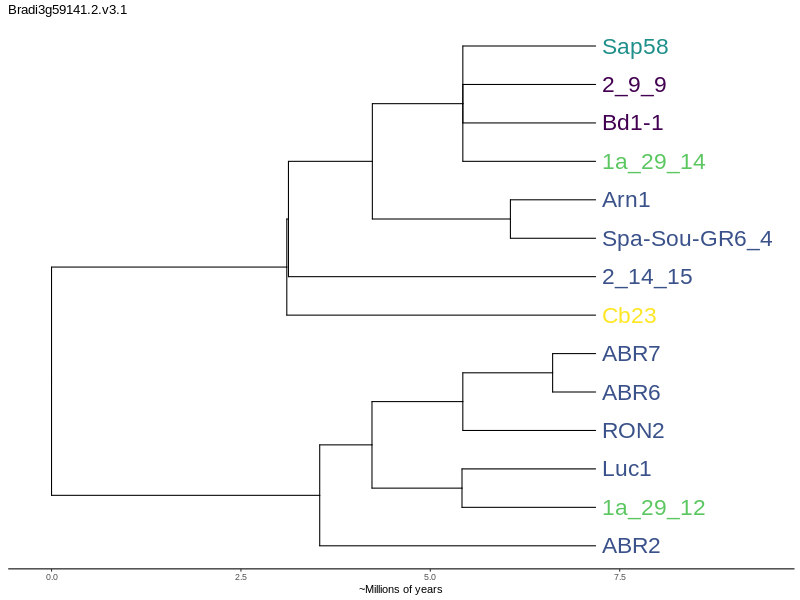 Bradi3g59141.2.v3.1
Sap58
2_9_9
Bd1-1
1a_29_14
Arn1
Spa-Sou-GR6_4
2_14_15
Cb23
ABR7
ABR6
RON2
Luc1
1a_29_12
ABR2
0.0 2.5 5.0 7.5
~Millions of years